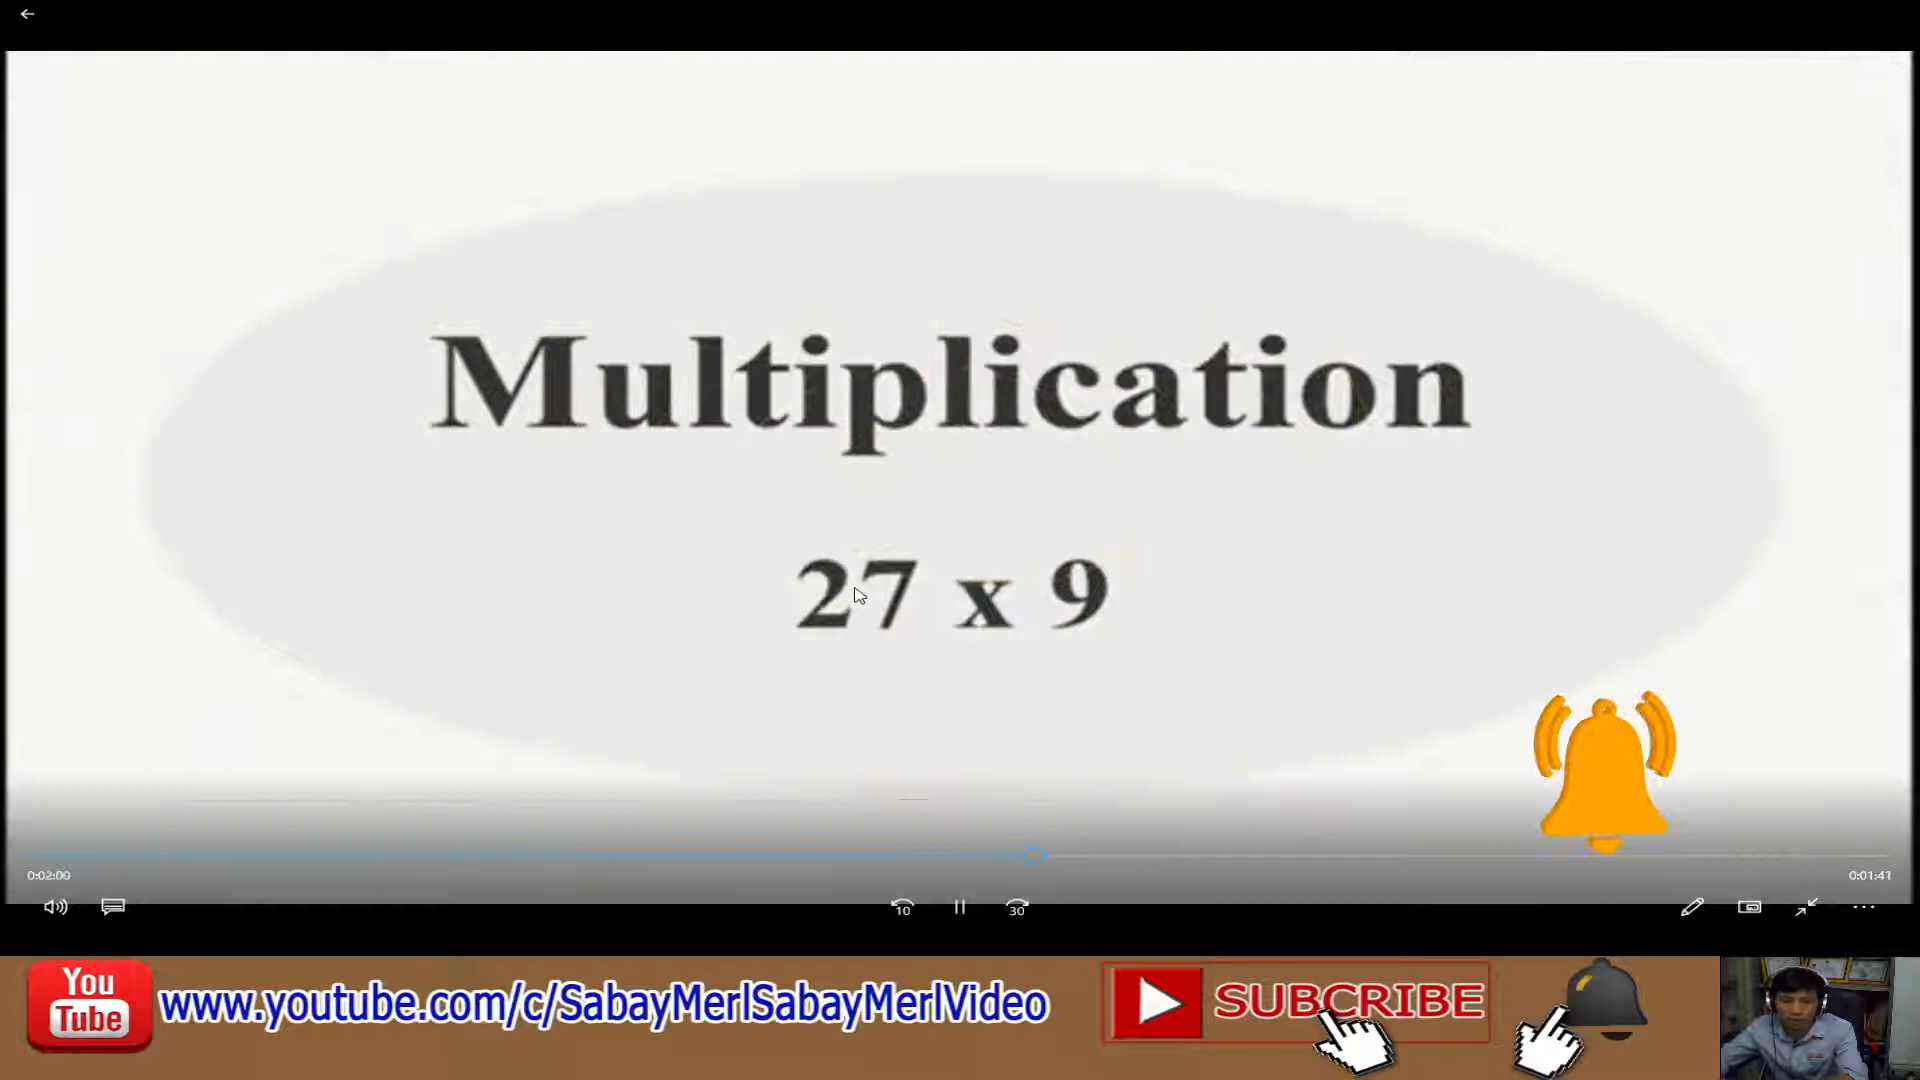 Multiplication
27 x 9
0:02:00
0:01:41
10
30
You
Tube
www.youtube.com/c/SabayMerlSabayMerlVideo
SUBCRIBE